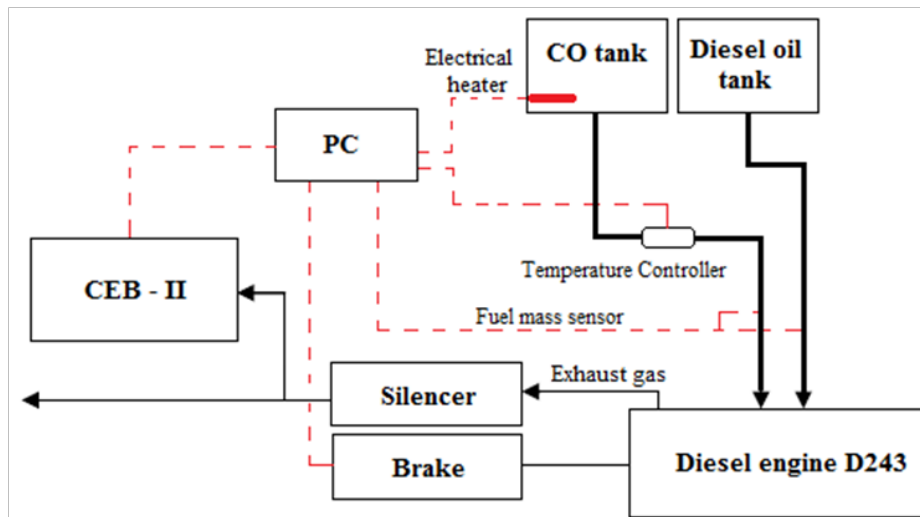 CO tank
Diesel oil
tank
Electrical
heater
PC
Temperature Controller
CEB - II
Fuel mass sensor
Exhaust gas
Silencer
Brake
Diesel engine D243